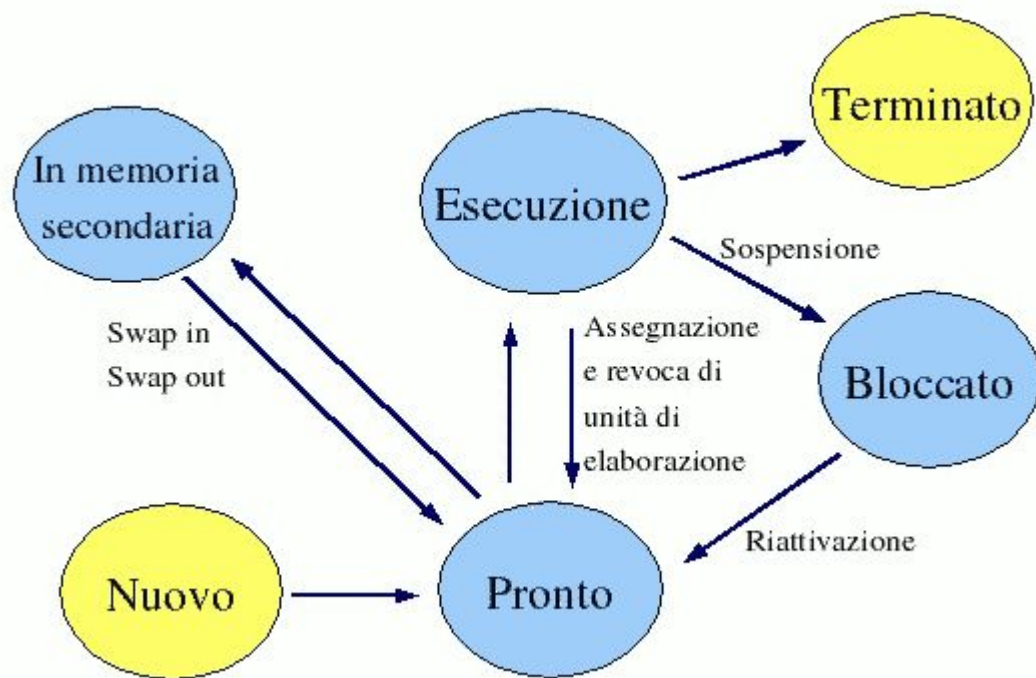 Terminato
In memoria
secondaria
Esecuzione
Sospensione
Swap in
Swap out
Assegnazione
e revoca di
unità di
elaborazione
Bloccato
Riattivazione
Nuovo
Pronto